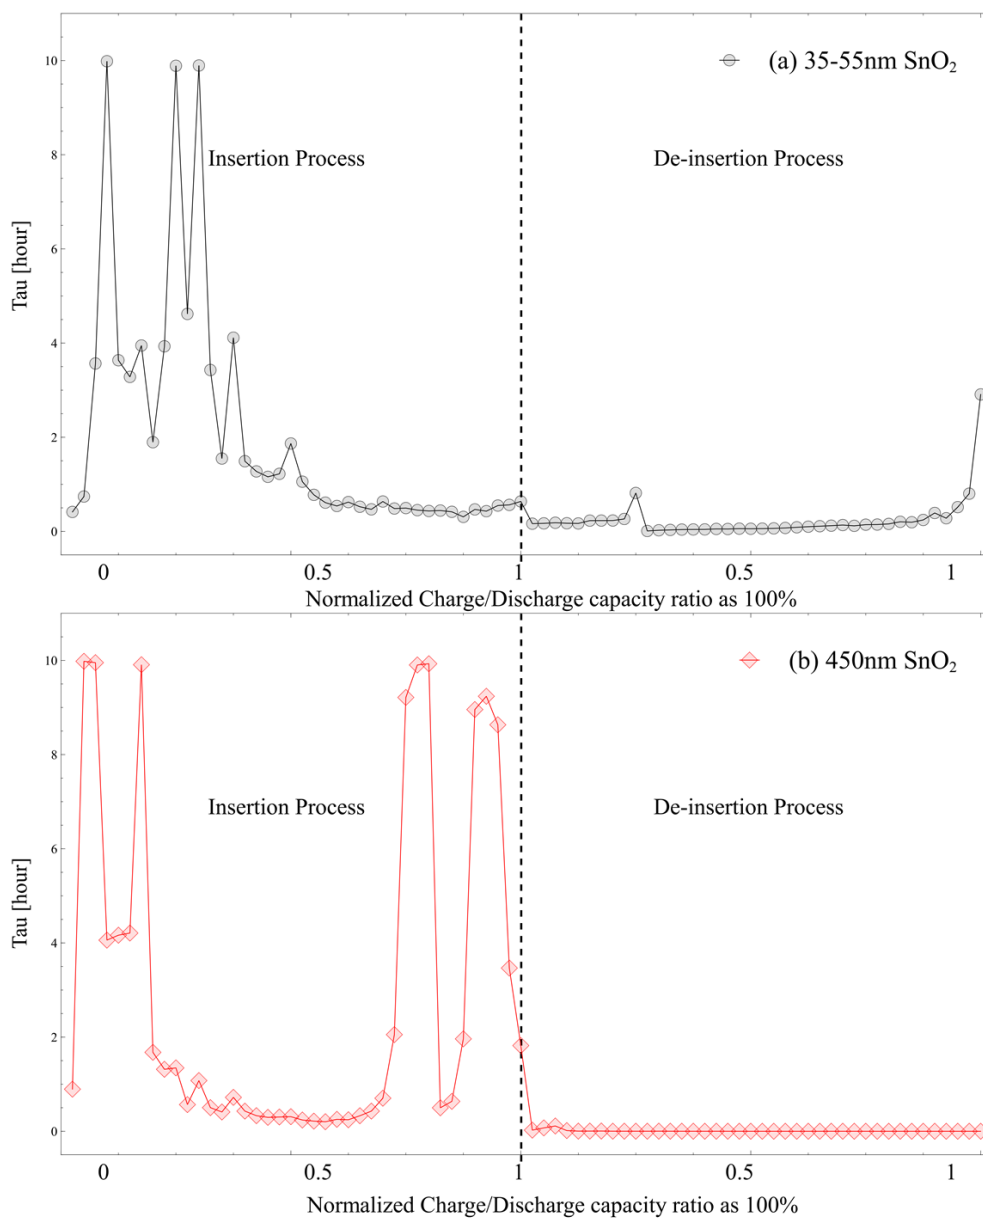 (a) 35-55nm SnO₂
Insertion Process
De-insertion Process
Tau [hour]
10
8
6
4
2
0
0
0.5
1
0.5
1
Normalized Charge/Discharge capacity ratio as 100%
(b) 450nm SnO₂
Insertion Process
De-insertion Process
Tau [hour]
10
8
6
4
2
0
0
0.5
1
0.5
1
Normalized Charge/Discharge capacity ratio as 100%